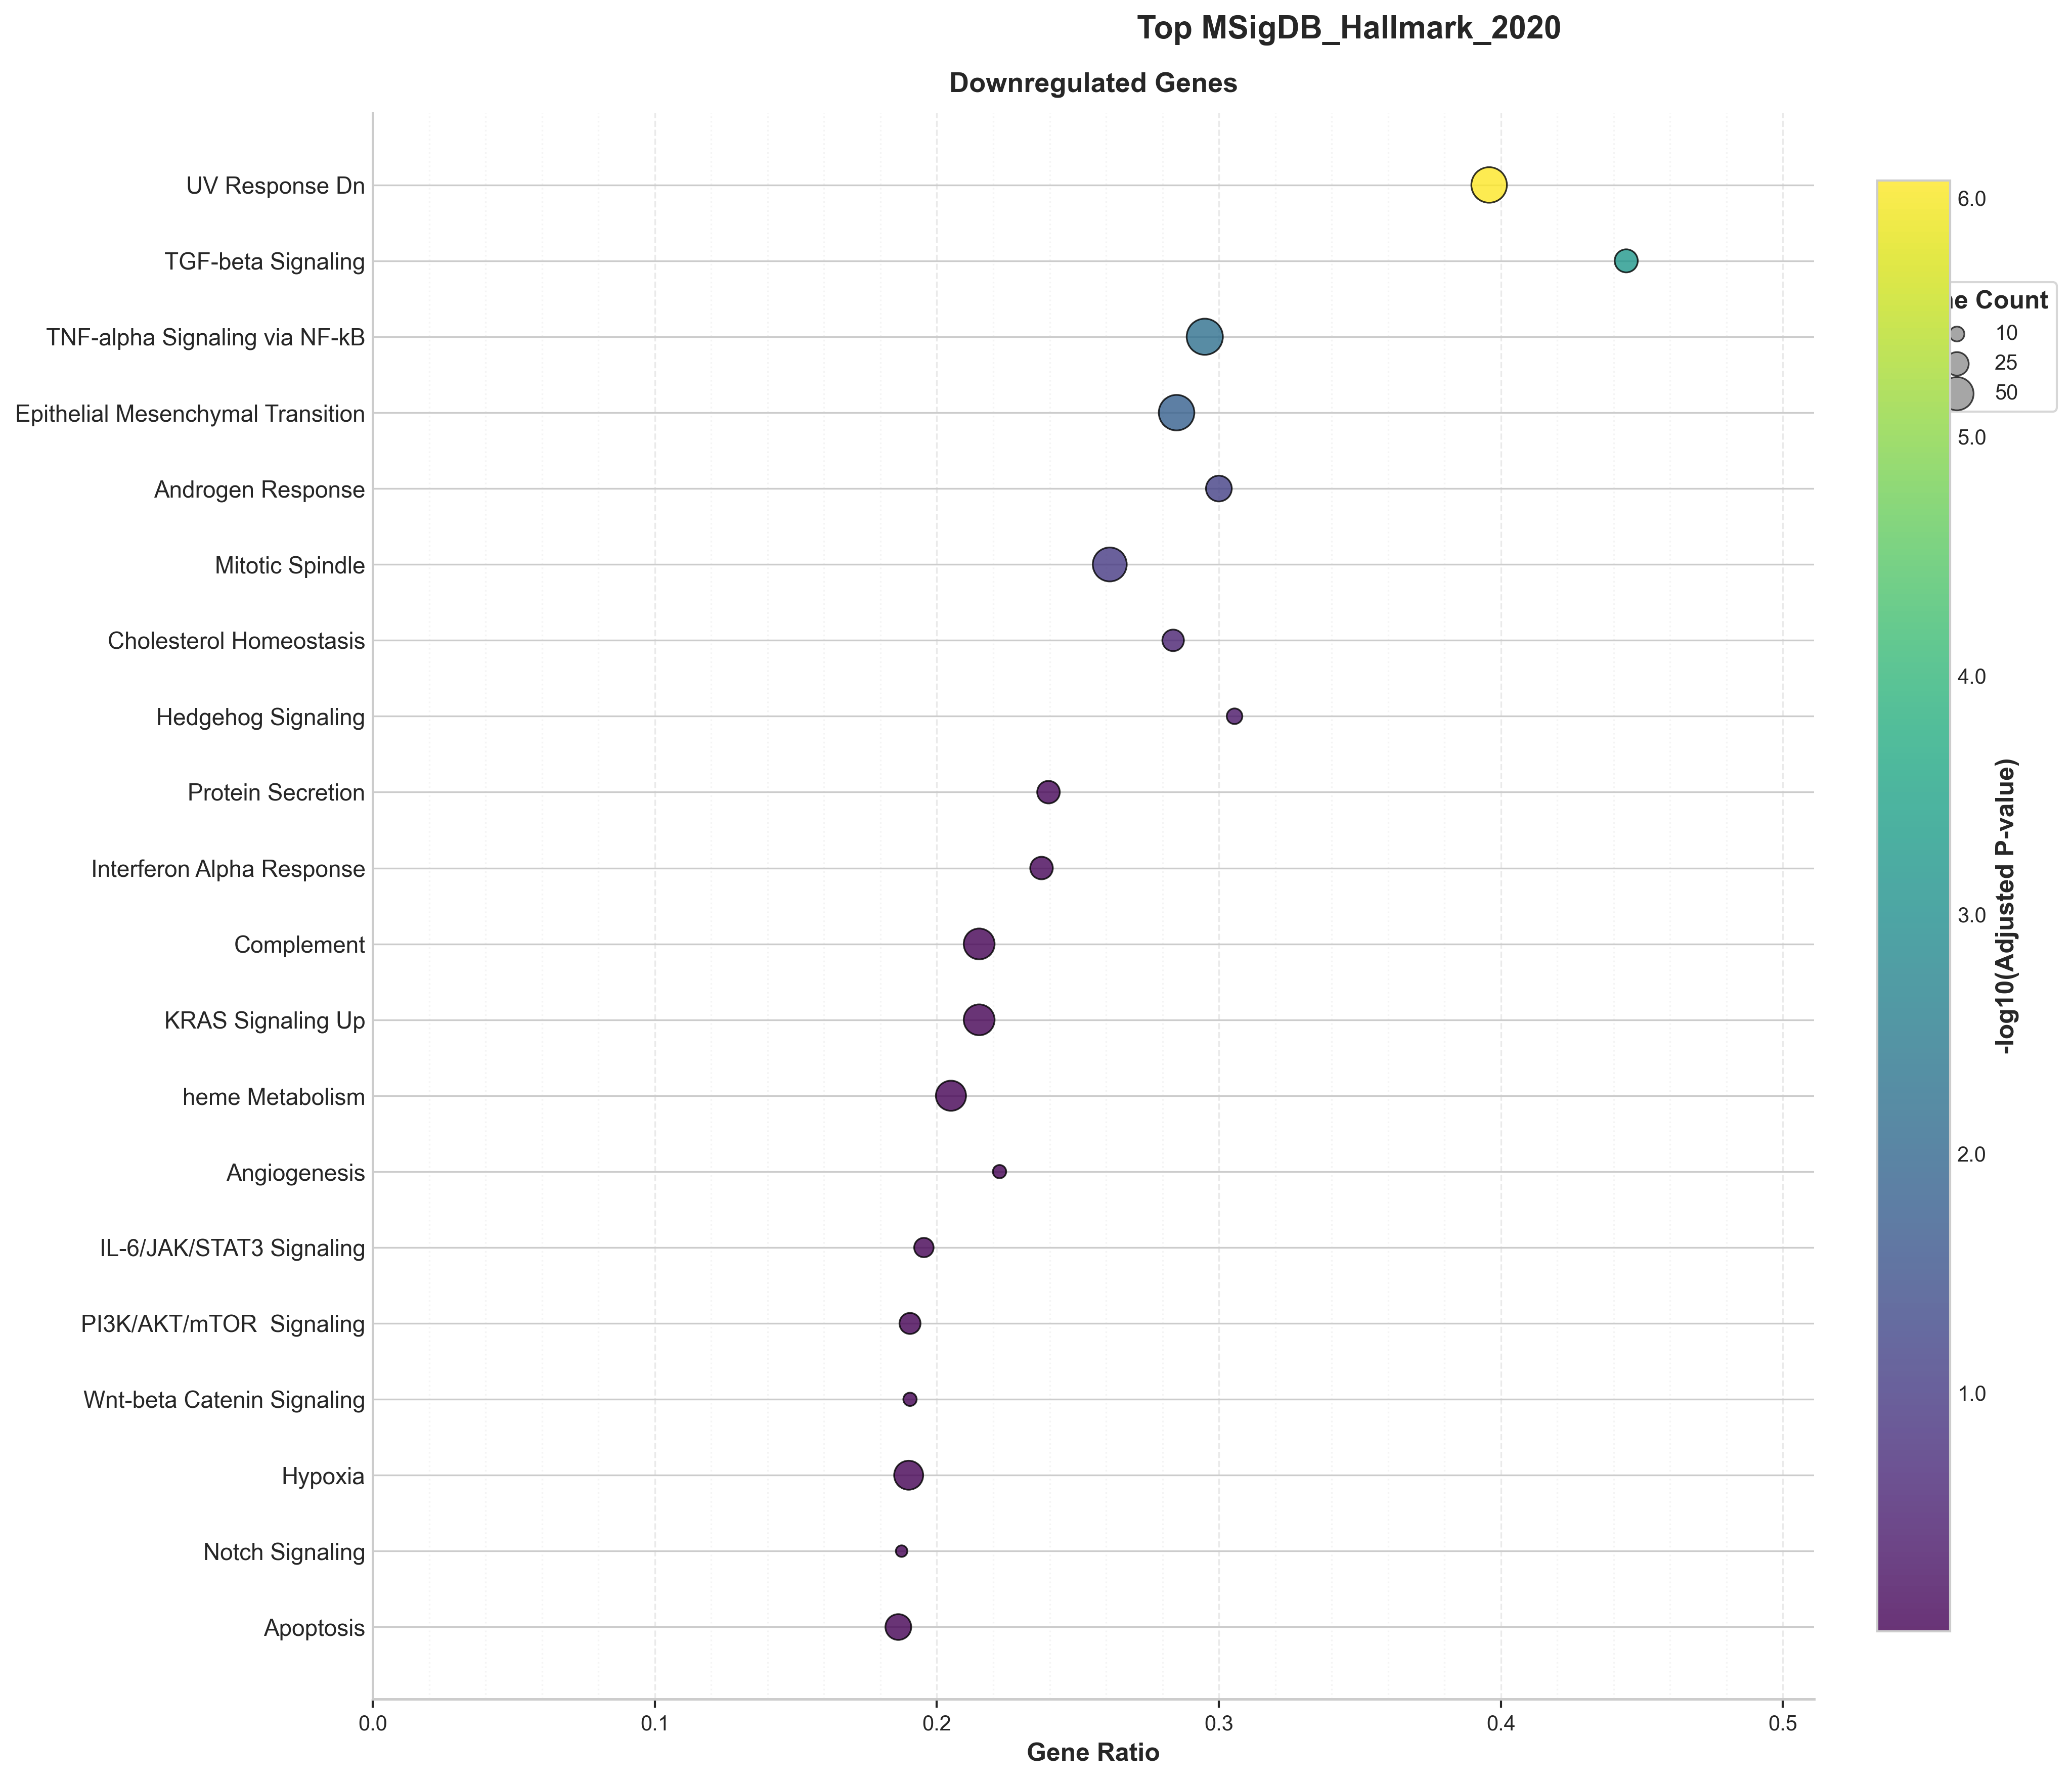 Top MSigDB_Hallmark_2020
Downregulated Genes
UV Response Dn
TGF-beta Signaling
TNF-alpha Signaling via NF-kB
Epithelial Mesenchymal Transition
Androgen Response
Mitotic Spindle
Cholesterol Homeostasis
Hedgehog Signaling
Protein Secretion
Interferon Alpha Response
Complement
KRAS Signaling Up
heme Metabolism
Angiogenesis
IL-6/JAK/STAT3 Signaling
PI3K/AKT/mTOR  Signaling
Wnt-beta Catenin Signaling
Hypoxia
Notch Signaling
Apoptosis
0.0
0.1
0.2
0.3
0.4
0.5
Gene Ratio
6.0
5.0
4.0
3.0
2.0
1.0
-log10(Adjusted P-value)
Count
10
25
50